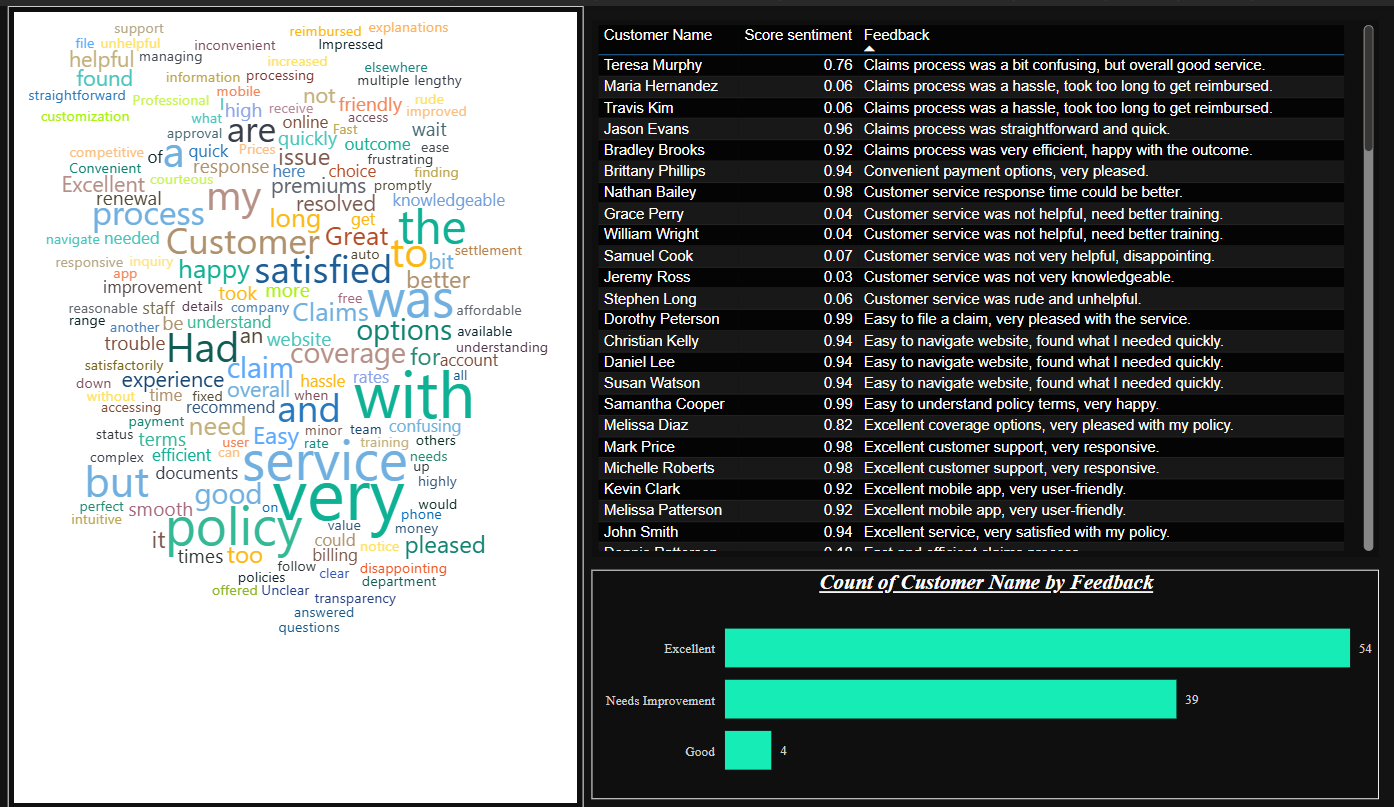 support
reimbursed explanations
file unhelpful inconvenient Impressed
helpful managing increased
found information processing elsewhere
multiple lengthy
straightforward Professional mobile not
I high receive friendly rude
customization what access improved
approval are online Fast wait
quickly outcome ease
competitive of a quick Prices issue frustrating
Convenient response here choice finding
Excellent courteous premiums promptly
renewal my resolved knowledgeable
process long get the
navigate needed Customer Great to settlement
responsive inquiry auto bit
app happy satisfied better
improvement took more
reasonable staff details company free Claims was affordable
range another be understand options available
trouble Had an website understanding
satisfactorily coverage for account
down experience claim hassle rates all
without time fixed overall when with
accessing recommend and
payment need minor team confusing
status terms Easy rate training others
complex efficient user can service needs
but documents up
good very highly
perfect smooth on would
intuitive policy value phone
it could money
times too billing notice pleased
follow disappointing
policies clear department
offered Unclear transparency
answered
questions
Customer Name Score sentiment Feedback
Teresa Murphy 0.76 Claims process was a bit confusing, but overall good service.
Maria Hernandez 0.06 Claims process was a hassle, took too long to get reimbursed.
Travis Kim 0.06 Claims process was a hassle, took too long to get reimbursed.
Jason Evans 0.96 Claims process was straightforward and quick.
Bradley Brooks 0.92 Claims process was very efficient, happy with the outcome.
Brittany Phillips 0.94 Convenient payment options, very pleased.
Nathan Bailey 0.98 Customer service response time could be better.
Grace Perry 0.04 Customer service was not helpful, need better training.
William Wright 0.04 Customer service was not helpful, need better training.
Samuel Cook 0.07 Customer service was not very helpful, disappointing.
Jeremy Ross 0.03 Customer service was not very knowledgeable.
Stephen Long 0.06 Customer service was rude and unhelpful.
Dorothy Peterson 0.99 Easy to file a claim, very pleased with the service.
Christian Kelly 0.94 Easy to navigate website, found what I needed quickly.
Daniel Lee 0.94 Easy to navigate website, found what I needed quickly.
Susan Watson 0.94 Easy to navigate website, found what I needed quickly.
Samantha Cooper 0.99 Easy to understand policy terms, very happy.
Melissa Diaz 0.82 Excellent coverage options, very pleased with my policy.
Mark Price 0.98 Excellent customer support, very responsive.
Michelle Roberts 0.98 Excellent customer support, very responsive.
Kevin Clark 0.92 Excellent mobile app, very user-friendly.
Melissa Patterson 0.92 Excellent mobile app, very user-friendly.
John Smith 0.94 Excellent service, very satisfied with my policy.
Count of Customer Name by Feedback
Excellent 54
Needs Improvement 39
Good 4